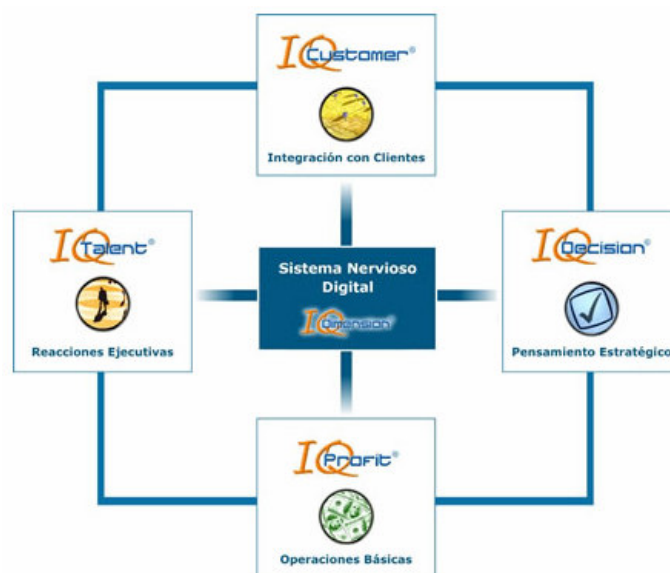 IQCustomer®
Integración con Clientes
IQTalent®
Reacciones Ejecutivas
Sistema Nervioso
Digital
IQDimension®
IQDecision®
Pensamiento Estratégico
IQProfit®
Operaciones Básicas